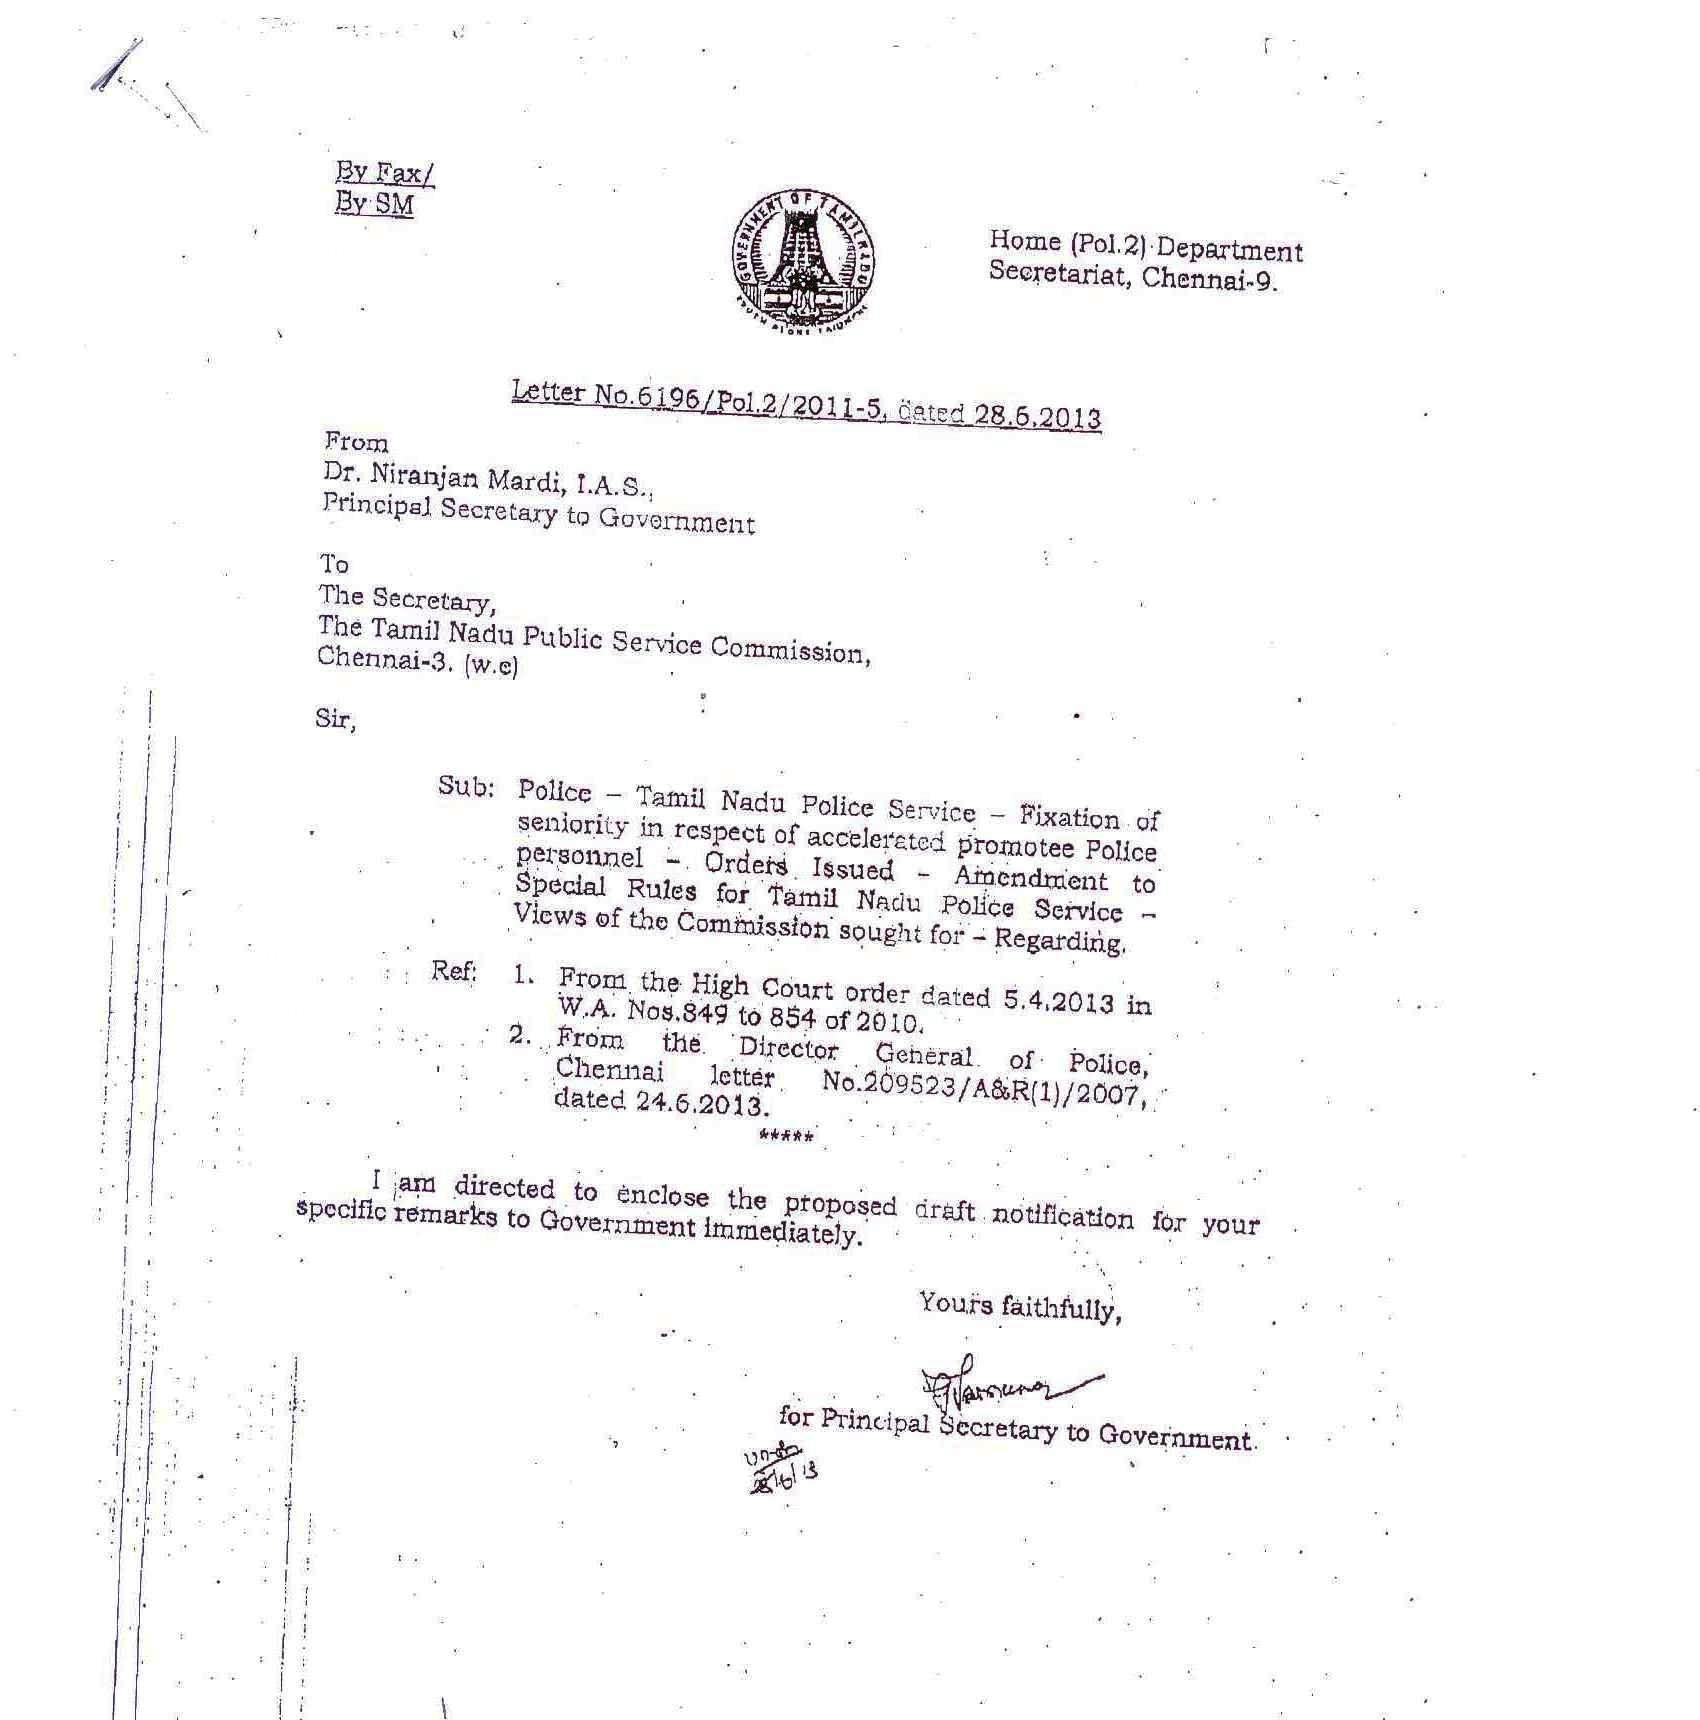 By Fax/
By SM
GOVERNMENT OF TAMILNADU
TRUTH ALONE TRIUMPHS
Home (Pol.2) Department
Secretariat, Chennai-9.
Letter No.6196/Pol.2/2011-5, dated 28.6.2013
From
Dr. Niranjan Mardi, I.A.S.,
Principal Secretary to Government
To
The Secretary,
The Tamil Nadu Public Service Commission,
Chennai-3. (w.e)
Sir,
Sub: Police – Tamil Nadu Police Service – Fixation of
seniority in respect of accelerated promotee Police
personnel – Orders Issued – Amendment to
Special Rules for Tamil Nadu Police Service –
Views of the Commission sought for – Regarding.
Ref: 1. From the High Court order dated 5.4.2013 in
W.A. Nos.849 to 854 of 2010.
2. From the Director General of Police,
Chennai letter No.209523/A&R(1)/2007,
dated 24.6.2013.
*****
I am directed to enclose the proposed draft notification for your
specific remarks to Government immediately.
Yours faithfully,
for Principal Secretary to Government.
28/6/13